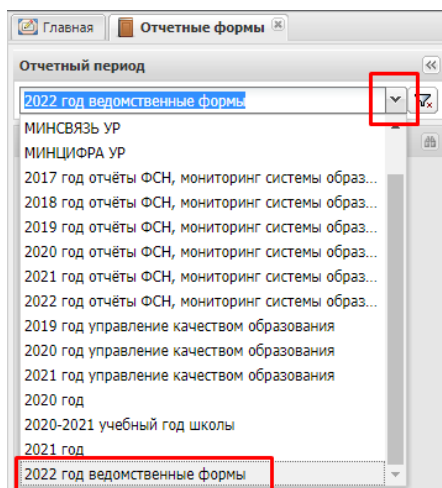 Главная
Отчетные формы
Отчетный период
2022 год ведомственные формы
МИНСВЯЗЬ УР
МИНЦИФРА УР
2017 год отчёты ФСН, мониторинг системы образ...
2018 год отчёты ФСН, мониторинг системы образ...
2019 год отчёты ФСН, мониторинг системы образ...
2020 год отчёты ФСН, мониторинг системы образ...
2021 год отчёты ФСН, мониторинг системы образ...
2022 год отчёты ФСН, мониторинг системы образ...
2019 год управление качеством образования
2020 год управление качеством образования
2021 год управление качеством образования
2020 год
2020-2021 учебный год школы
2021 год
2022 год ведомственные формы